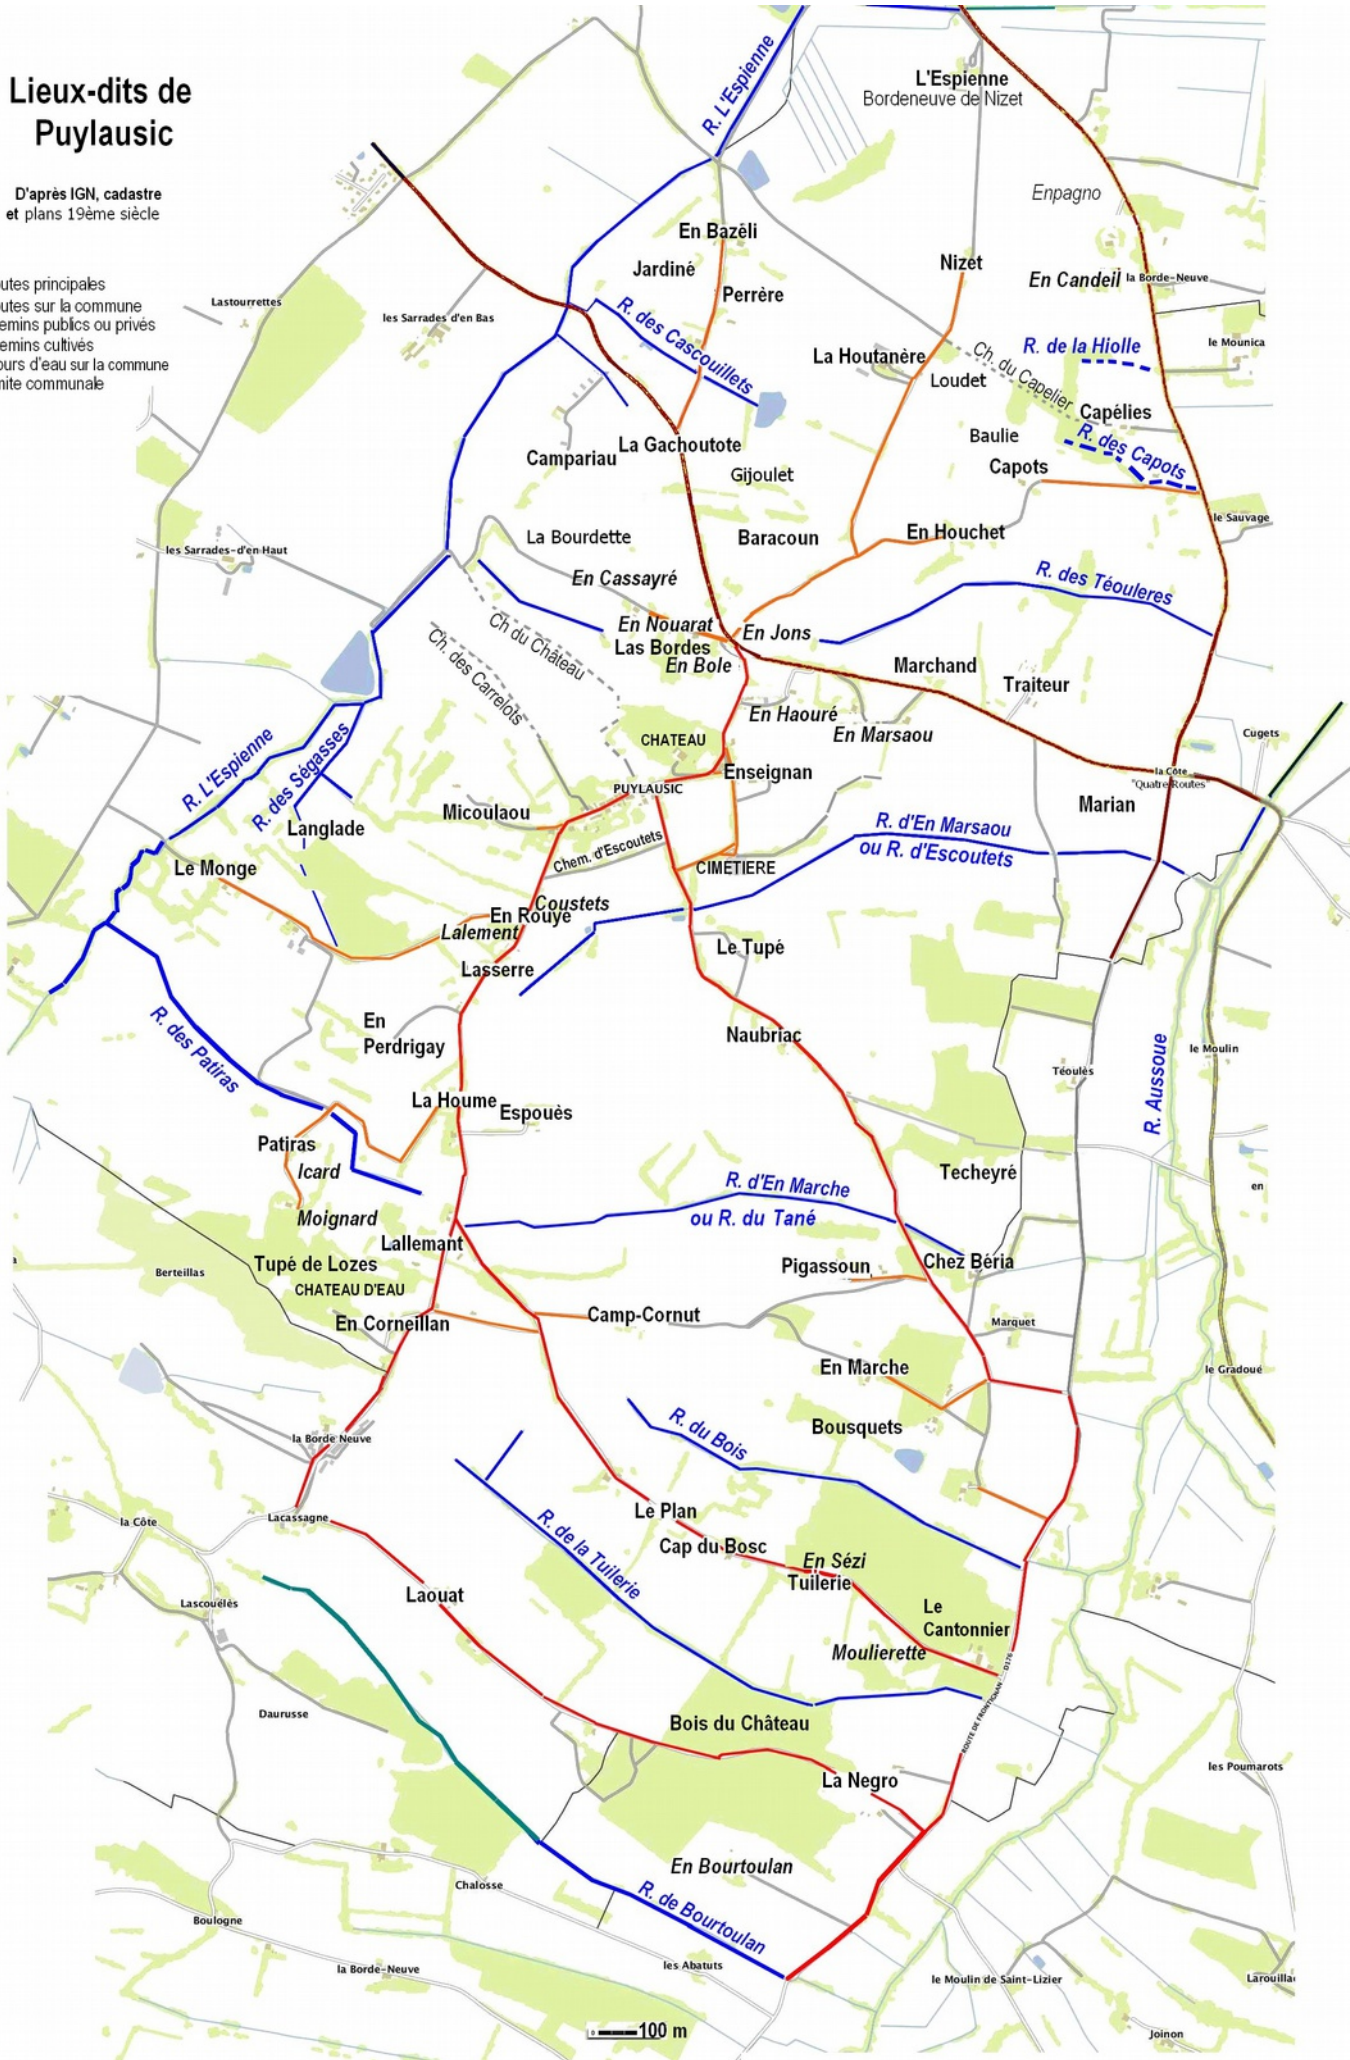 Lieux-dits de
Puylausic
D'après IGN, cadastre
et plans 19ème siècle
utes principales
utes sur la commune
emins publics ou privés
emins cultivés
ours d'eau sur la commune
mite communale
R. L'Espienne
L'Espienne
Bordeneuve de Nizet
Enpagno
En Bazéli
Jardiné
Perrère
Nizet
En Candeil
la Borde-Neuve
Lastourrettes
les Sarrades d'en Bas
R. des Cascouillets
La Houtanère
Loudet
Ch. du Capelier
R. de la Hiolle
le Mounica
Capélies
Baulie
R. des Capots
Capots
Campariau
La Gachoutote
Gijoulet
le Sauvage
les Sarrades-d'en Haut
La Bourdette
Baracoun
En Houchet
En Cassayré
R. des Téouleres
Ch du Château
Ch. des Carrelots
En Nouarat
En Jons
Las Bordes
En Bole
Marchand
Traiteur
En Haouré
En Marsaou
CHATEAU
Cugets
R. L'Espienne
R. des Ségasses
Enseignan
la Côte
"Quatre Routes"
PUYLAUSIC
Marian
Micoulaou
Langlade
R. d'En Marsaou
ou R. d'Escoutets
Chem. d'Escoutets
CIMETIERE
Le Monge
Coustets
En Rouye
Lalement
Le Tupé
Lasserre
En
Perdrigay
Naubriac
R. des Patiras
le Moulin
Téoulès
R. Aussoue
La Houme
Espouès
Patiras
Icard
Techeyré
R. d'En Marche
ou R. du Tané
en
Moignard
Lallemant
Tupé de Lozes
Berteillas
CHATEAU D'EAU
Pigassoun
Chez Béria
En Corneillan
Camp-Cornut
Marquet
En Marche
le Gradoué
Bousquets
R. du Bois
la Borde Neuve
Le Plan
la Côte
Lacassagne
R. de la Tuilerie
Cap du Bosc
En Sézi
Tuilerie
Laouat
Lascouélès
Le
Cantonnier
Moulierette
ROUTE DE FRONTIGNAN - D176
Daurusse
Bois du Château
La Negro
les Poumarots
En Bourtoulan
Chalosse
R. de Bourtoulan
Boulogne
la Borde-Neuve
les Abatuts
le Moulin de Saint-Lizier
Larouilla
0 100 m
Joinon